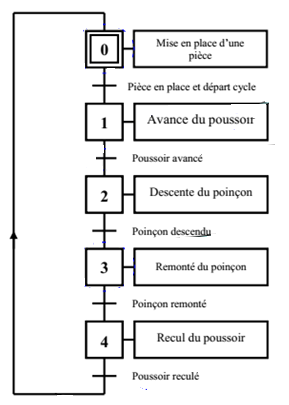 0
Mise en place d'une
pièce
Pièce en place et départ cycle
1
Avance du poussoir
Poussoir avancé
2
Descente du poinçon
Poinçon descendu
3
Remonté du poinçon
Poinçon remonté
4
Recul du poussoir
Poussoir reculé